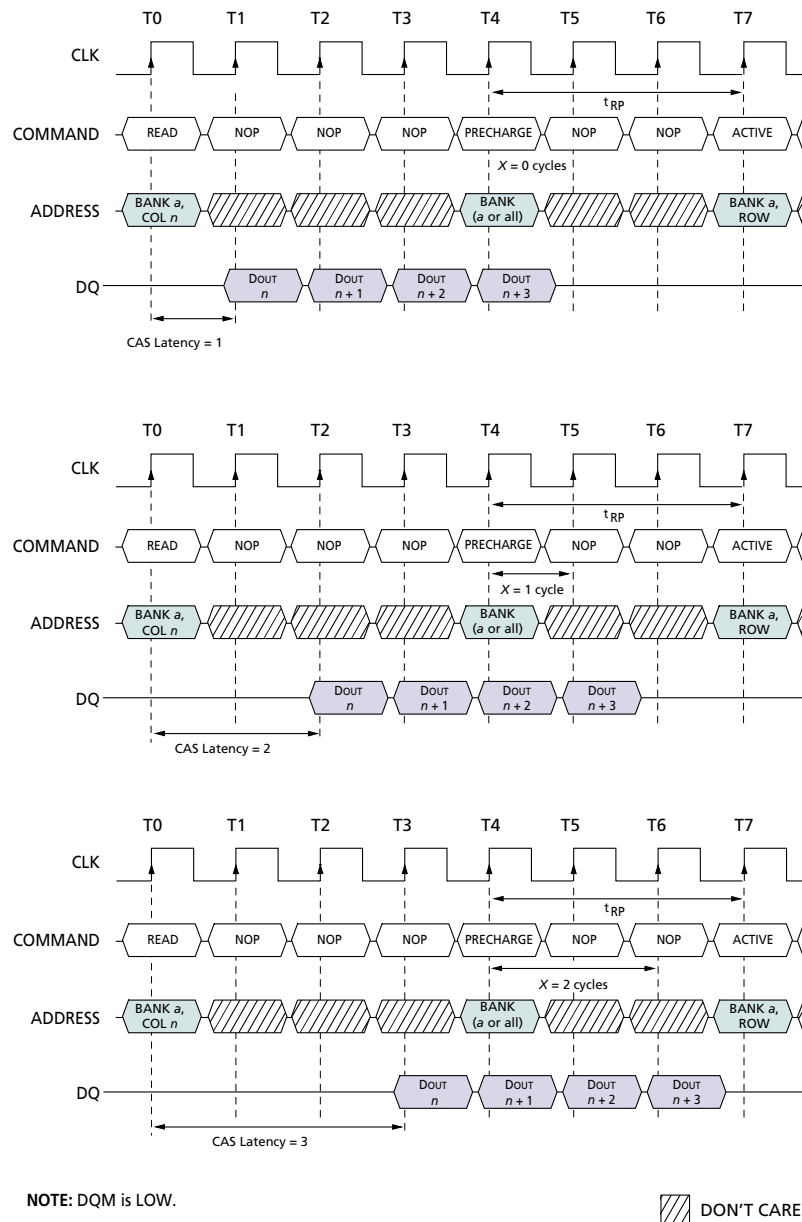 T0 T1 T2 T3 T4 T5 T6 T7
CLK
t RP
COMMAND READ NOP NOP NOP PRECHARGE NOP NOP ACTIVE
X = 0 cycles
ADDRESS BANK a, COL n BANK (a or all) BANK a, ROW
DQ DOUT n DOUT n + 1 DOUT n + 2 DOUT n + 3
CAS Latency = 1
T0 T1 T2 T3 T4 T5 T6 T7
CLK
t RP
COMMAND READ NOP NOP NOP PRECHARGE NOP NOP ACTIVE
X = 1 cycle
ADDRESS BANK a, COL n BANK (a or all) BANK a, ROW
DQ DOUT n DOUT n + 1 DOUT n + 2 DOUT n + 3
CAS Latency = 2
T0 T1 T2 T3 T4 T5 T6 T7
CLK
t RP
COMMAND READ NOP NOP NOP PRECHARGE NOP NOP ACTIVE
X = 2 cycles
ADDRESS BANK a, COL n BANK (a or all) BANK a, ROW
DQ DOUT n DOUT n + 1 DOUT n + 2 DOUT n + 3
CAS Latency = 3
NOTE: DQM is LOW.
DON'T CARE